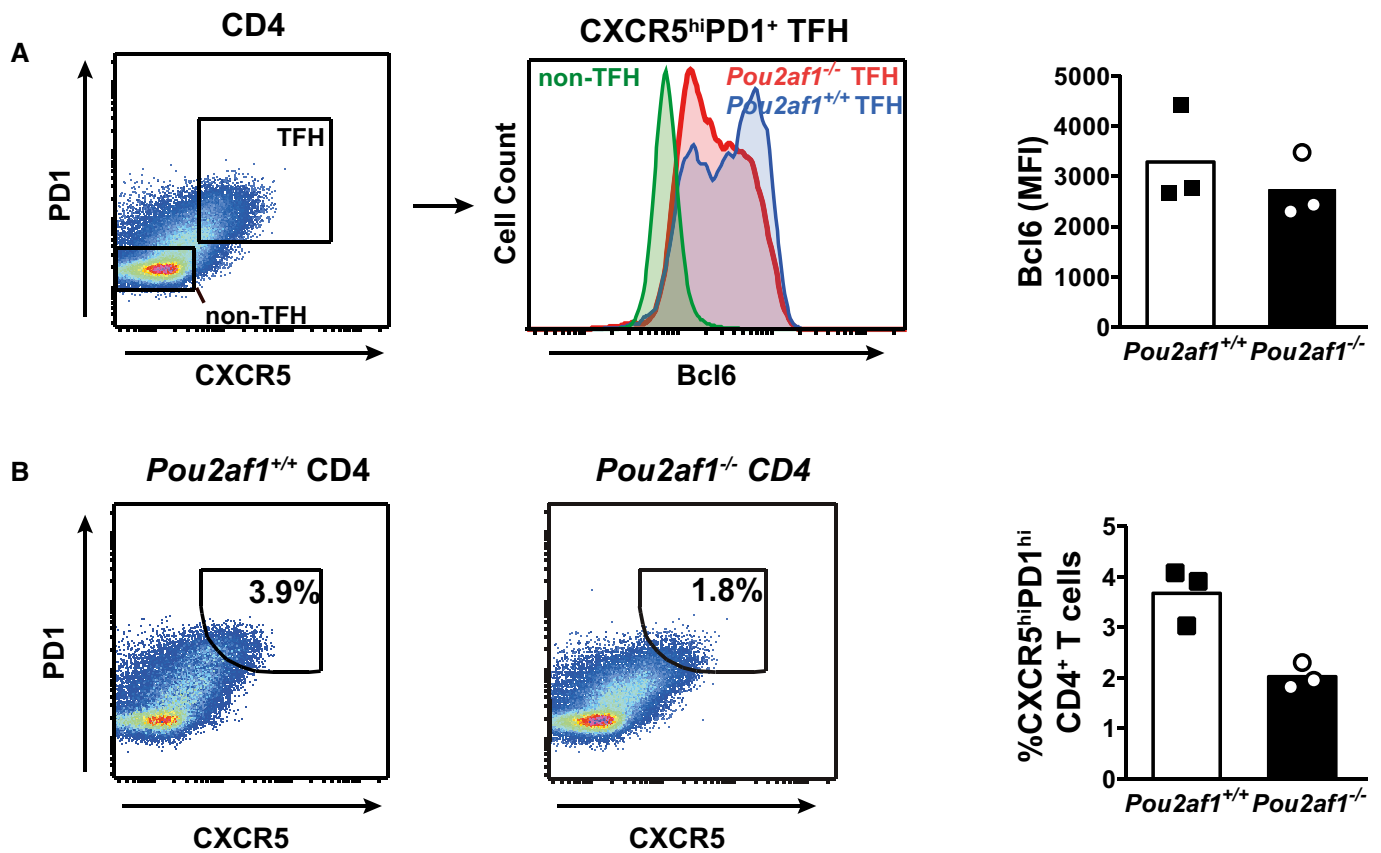 A
CD4
PD1
TFH
non-TFH
CXCR5
CXCR5hiPD1+ TFH
non-TFH
Pou2af1-/- TFH
Pou2af1+/+ TFH
Cell Count
Bcl6
Bcl6 (MFI)
5000
4000
3000
2000
1000
0
Pou2af1+/+ Pou2af1-/-
B
Pou2af1+/+ CD4
PD1
3.9%
CXCR5
Pou2af1-/- CD4
1.8%
CXCR5
%CXCR5hiPD1hi
CD4+ T cells
5
4
3
2
1
0
Pou2af1+/+ Pou2af1-/-